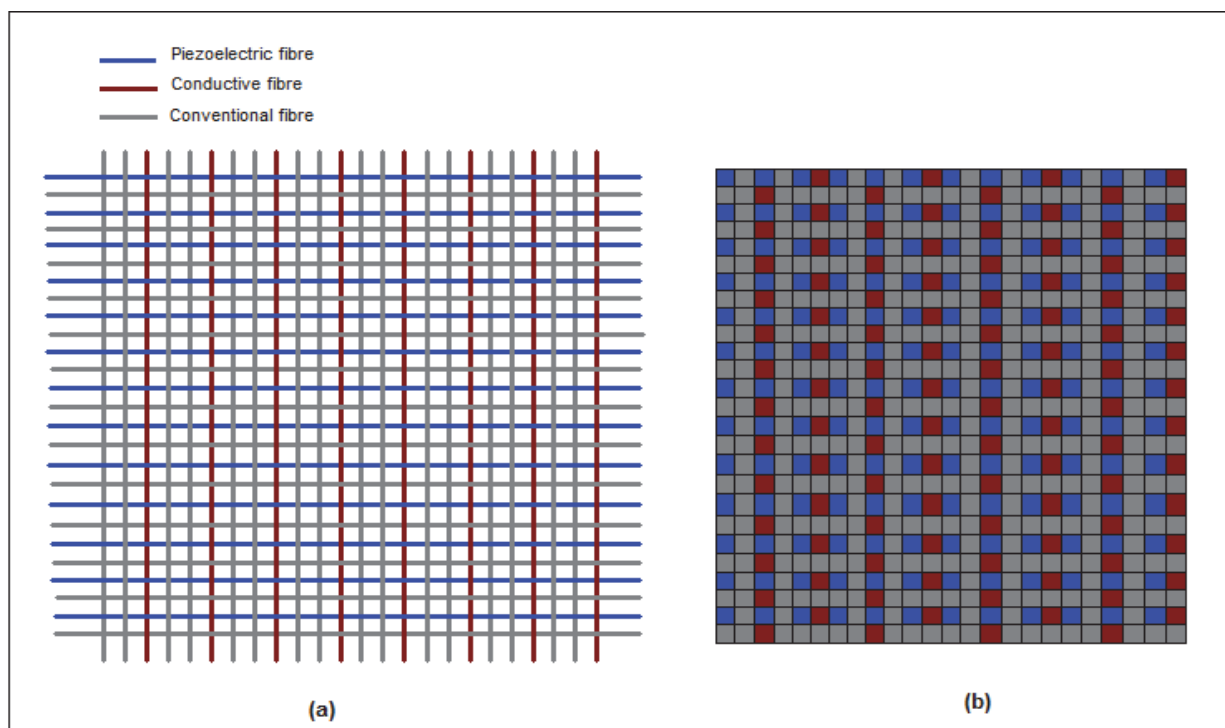 Piezoelectric fibre
Conductive fibre
Conventional fibre
(a)
(b)